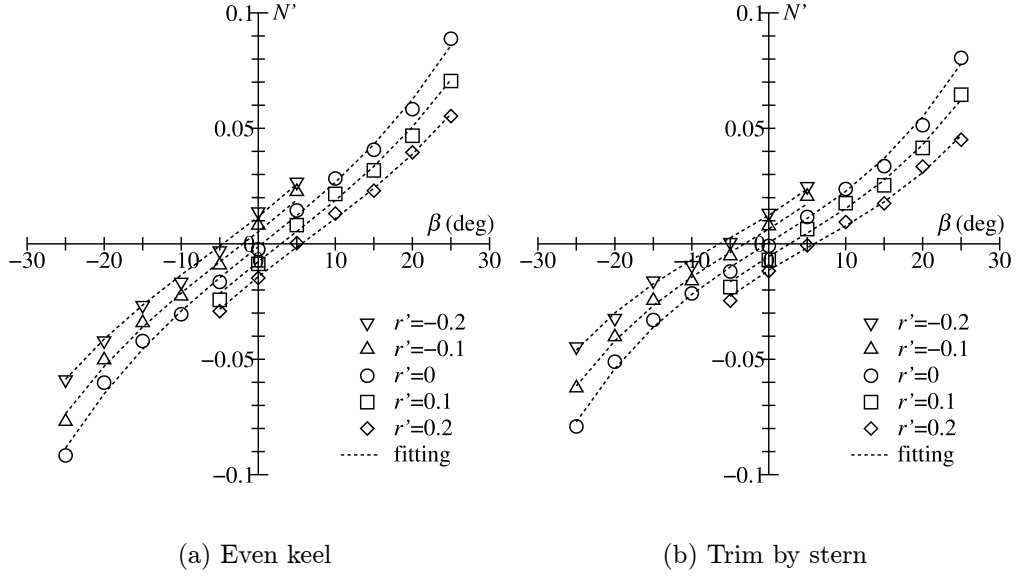 0.1 N’
0.05
β (deg)
0
−30 −20 −10 10 20 30
−0.05
−0.1
r’=−0.2
r’=−0.1
r’=0
r’=0.1
r’=0.2
fitting
(a) Even keel
0.1 N’
0.05
β (deg)
0
−30 −20 −10 10 20 30
−0.05
−0.1
r’=−0.2
r’=−0.1
r’=0
r’=0.1
r’=0.2
fitting
(b) Trim by stern